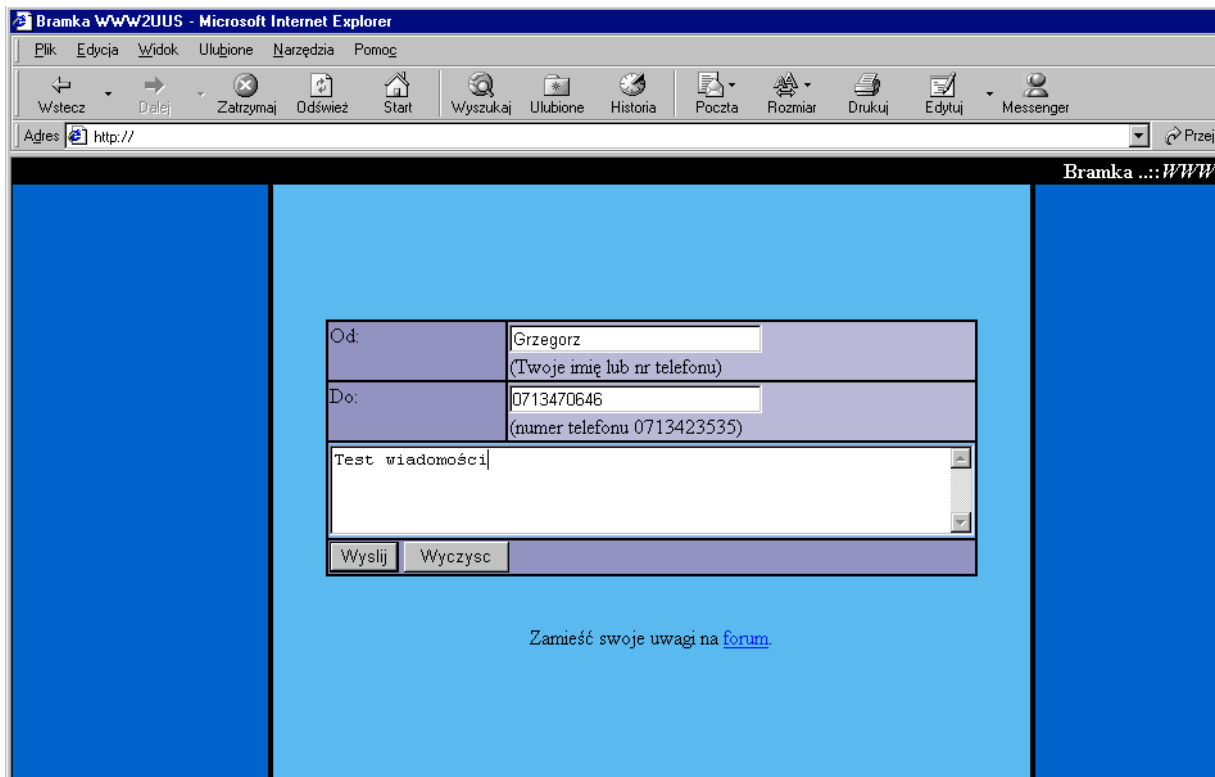 Bramka WWW2UUS - Microsoft Internet Explorer
Plik Edycja Widok Ulubione Narzędzia Pomoc
Wstecz Dalej Zatrzymaj Odśwież Start Wyszukaj Ulubione Historia Poczta Rozmiar Drukuj Edytuj Messenger
Adres http:// Przej
Bramka ..::WWW
Od: Grzegorz
(Twoje imię lub nr telefonu)
Do: 0713470646
(numer telefonu 0713423535)
Test wiadomości
Wyslij Wyczysc
Zamieść swoje uwagi na forum.